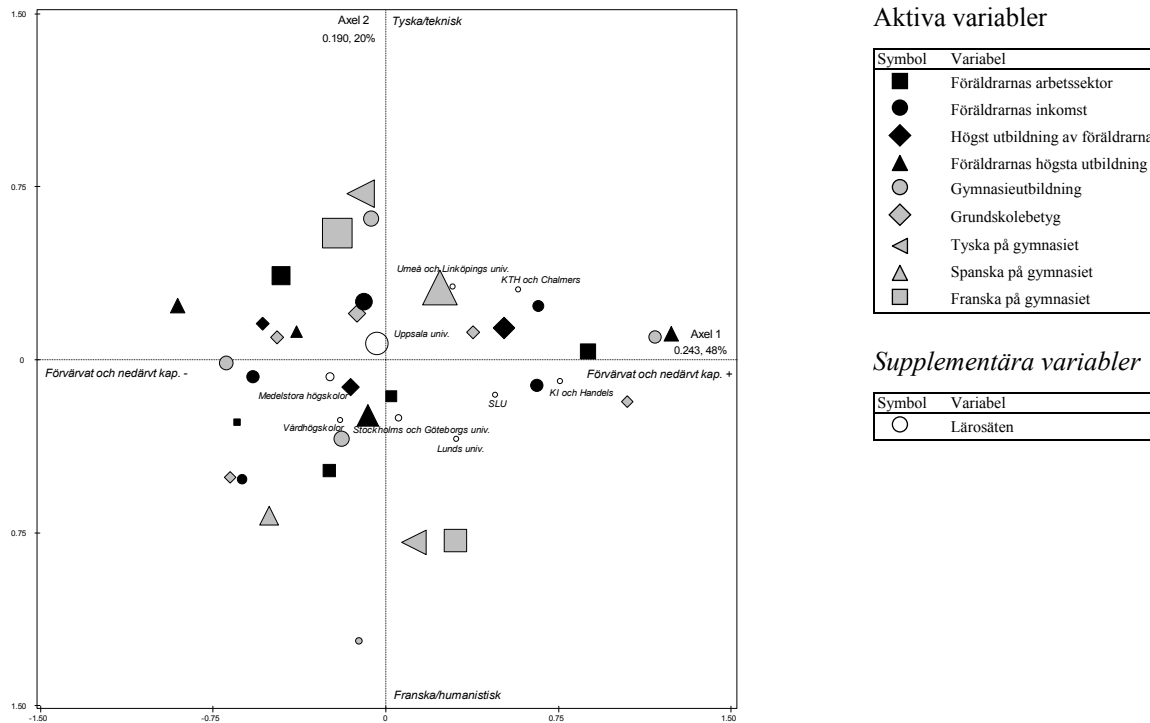 1.50
Axel 2
Tyska/teknisk
0.190, 20%
0.75
Umeå och Linköpings univ.
KTH och Chalmers
Uppsala univ.
Axel 1
0.243, 48%
0
Förvärvat och nedärvt kap. -
Förvärvat och nedärvt kap. +
Medelstora högskolor
SLU
KI och Handels
Vårdhögskolor
Stockholms och Göteborgs univ.
Lunds univ.
0.75
Franska/humanistisk
1.50
-1.50
-0.75
0
0.75
1.50
Aktiva variabler
Symbol Variabel
Föräldrarnas arbetssektor
Föräldrarnas inkomst
Högst utbildning av föräldrarna
Föräldrarnas högsta utbildning
Gymnasieutbildning
Grundskolebetyg
Tyska på gymnasiet
Spanska på gymnasiet
Franska på gymnasiet
Supplementära variabler
Symbol Variabel
Lärosäten